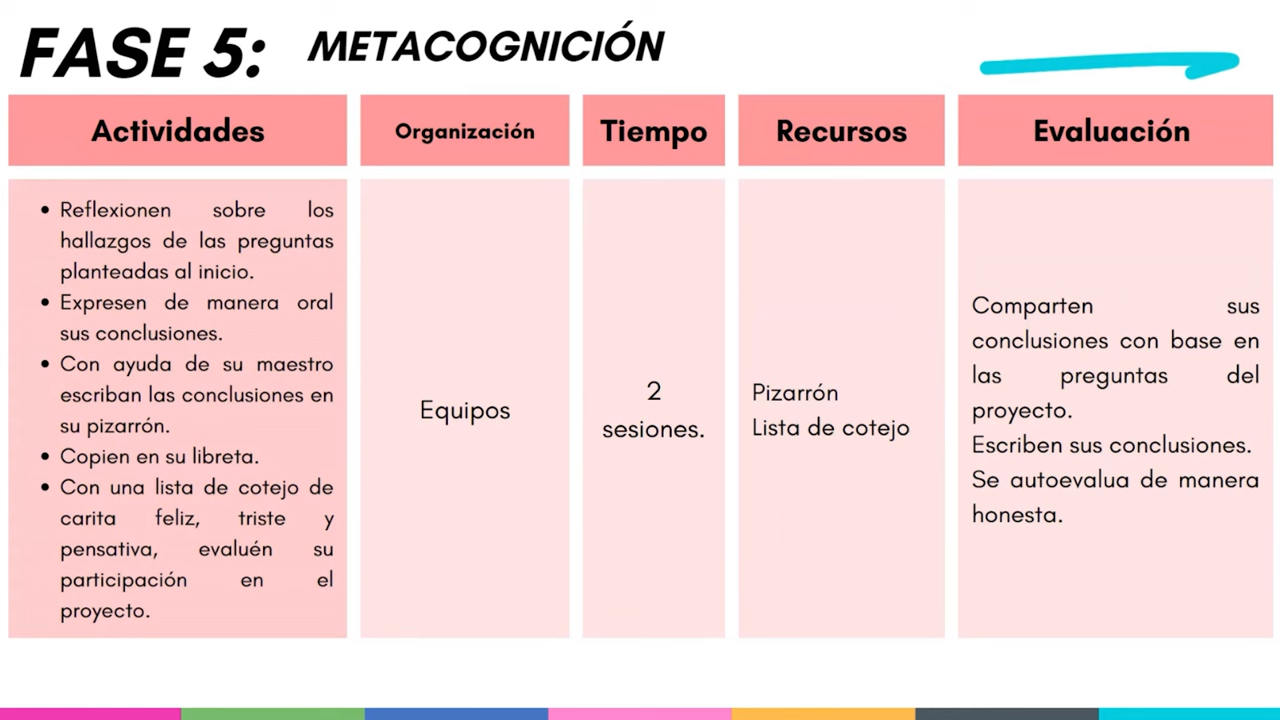 FASE 5: METACOGNICIÓN
Actividades
Organización
Tiempo
Recursos
Evaluación
• Reflexionen sobre los
hallazgos de las preguntas
planteadas al inicio.
• Expresen de manera oral
sus conclusiones.
• Con ayuda de su maestro
escriban las conclusiones en
su pizarrón.
• Copien en su libreta.
• Con una lista de cotejo de
carita feliz, triste y
pensativa, evaluén su
participación en el
proyecto.
Equipos
2
sesiones.
Pizarrón
Lista de cotejo
Comparten sus
conclusiones con base en
las preguntas del
proyecto.
Escriben sus conclusiones.
Se autoevalua de manera
honesta.